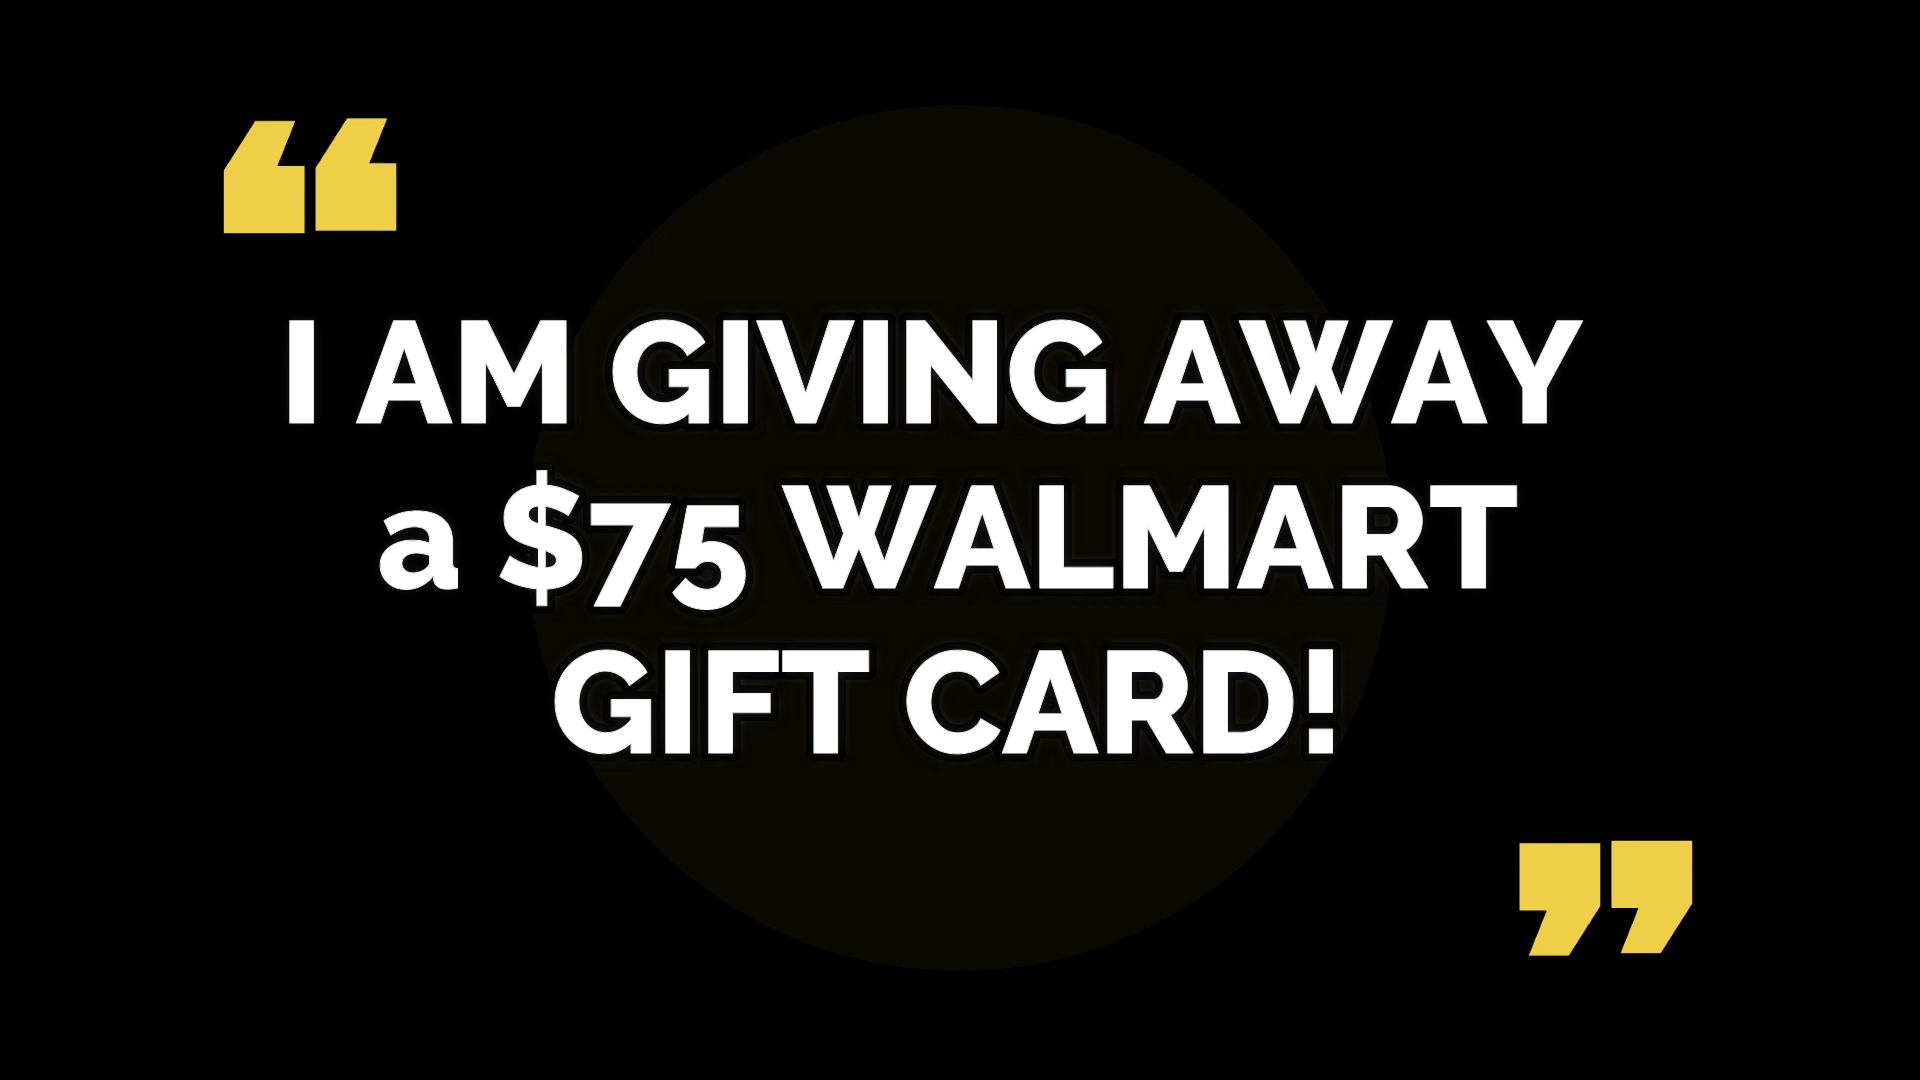 “
I AM GIVING AWAY
a $75 WALMART
GIFT CARD!
”